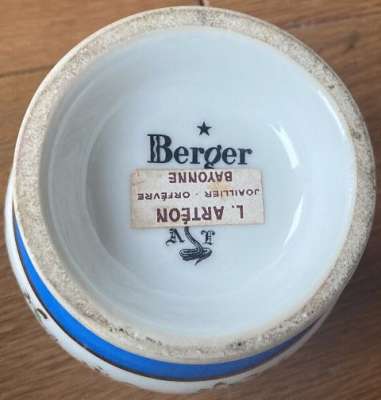 Berger
L. ARTÉON
JOAILLIER - ORFÈVRE
BAYONNE
A L